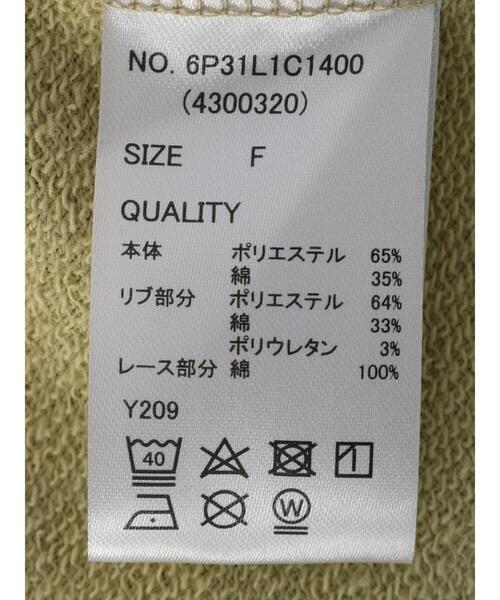 NO. 6P31L1C1400
(4300320)
SIZE F
QUALITY
本体 ポリエステル 65%
綿 35%
リブ部分 ポリエステル 64%
綿 33%
ポリウレタン 3%
レース部分 綿 100%
Y209
40
W